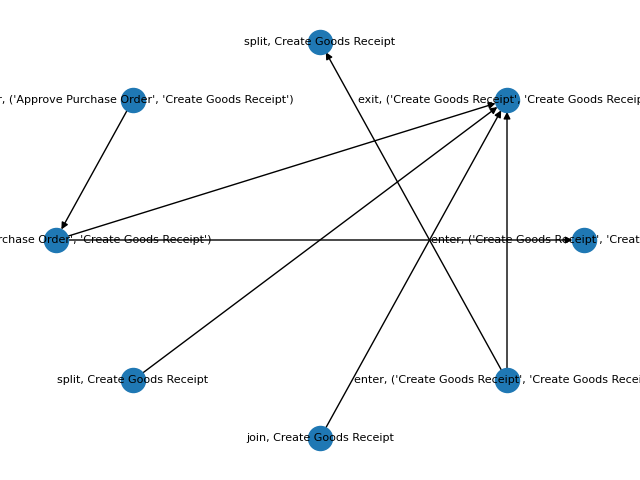 split, Create Goods Receipt
, ('Approve Purchase Order', 'Create Goods Receipt')
exit, ('Create Goods Receipt', 'Create Goods Receip
Order', 'Create Goods Receipt')
enter, ('Create Goods Receipt', 'Creat
split, Create Goods Receipt
enter, ('Create Goods Receipt', 'Create Goods Recei
join, Create Goods Receipt